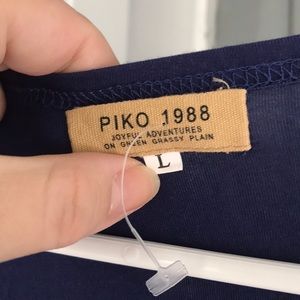 PIKO 1988
JOYFUL ADVENTURES
ON GREEN GRASSY PLAIN
L